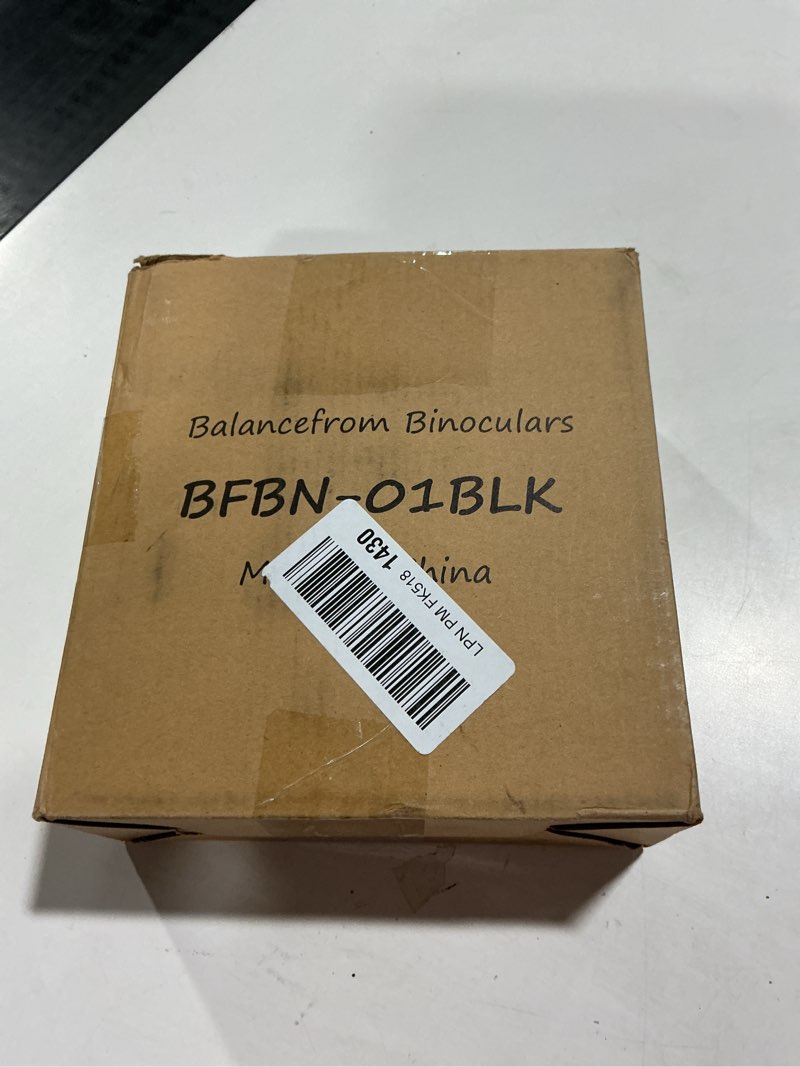 Balancefrom Binoculars
BFBN-01BLK
LPN PM FK518 1430